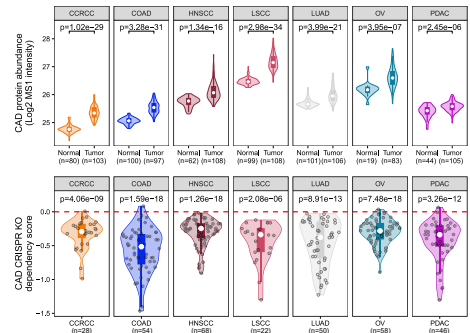 CCRCC COAD HNSCC LSCC LUAD OV PDAC
p=1.02e−29 p=3.28e−31 p=1.34e−16 p=2.98e−34 p=3.99e−21 p=3.95e−07 p=2.45e−06
CAD protein abundance
(Log2 MS1 intensity)
28
27
26
25
Normal Tumor Normal Tumor Normal Tumor Normal Tumor Normal Tumor Normal Tumor Normal Tumor
(n=80) (n=103) (n=100) (n=97) (n=62) (n=108) (n=99) (n=108) (n=101) (n=106) (n=19) (n=83) (n=44) (n=105)
CCRCC COAD HNSCC LSCC LUAD OV PDAC
p=4.06e−09 p=1.59e−18 p=1.26e−18 p=2.08e−06 p=8.91e−13 p=7.48e−18 p=3.26e−12
CAD CRISPR KO
dependency score
0.0
−0.5
−1.0
−1.5
CCRCC COAD HNSCC LSCC LUAD OV PDAC
(n=28) (n=54) (n=68) (n=22) (n=50) (n=58) (n=46)